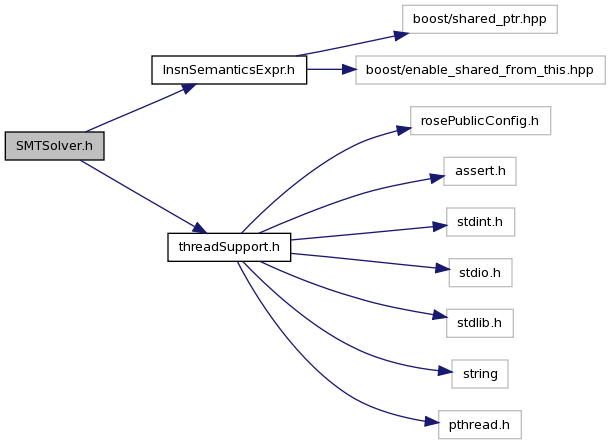 boost/shared_ptr.hpp
InsnSemanticsExpr.h
boost/enable_shared_from_this.hpp
rosePublicConfig.h
SMTSolver.h
assert.h
stdint.h
threadSupport.h
stdio.h
stdlib.h
string
pthread.h